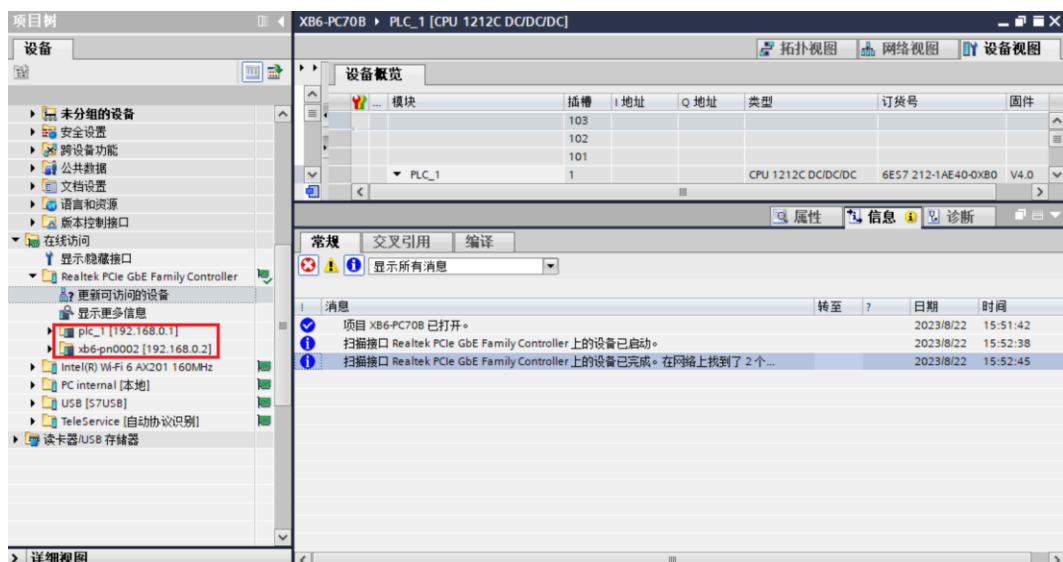 项目树
XB6-PC70B ▸ PLC_1 [CPU 1212C DC/DC/DC]
设备
拓扑视图 网络视图 设备视图
设备概览
... 模块 插槽 I 地址 Q 地址 类型 订货号 固件
103
102
101
PLC_1 1 CPU 1212C DC/DC/DC 6ES7 212-1AE40-0XB0 V4.0
未分组的设备
安全设置
跨设备功能
公共数据
文档设置
语言和资源
版本控制接口
在线访问
显示/隐藏接口
Realtek PCIe GbE Family Controller
更新可访问的设备
显示更多信息
plc_1 [192.168.0.1]
xb6-pn0002 [192.168.0.2]
Intel(R) Wi-Fi 6 AX201 160MHz
PC internal [本地]
USB [S7USB]
TeleService [自动协议识别]
读卡器/USB 存储器
详细视图
属性 信息 诊断
常规 交叉引用 编译
显示所有消息
! 消息 转至 ? 日期 时间
项目 XB6-PC70B 已打开。 2023/8/22 15:51:42
扫描接口 Realtek PCIe GbE Family Controller 上的设备已启动。 2023/8/22 15:52:38
扫描接口 Realtek PCIe GbE Family Controller 上的设备已完成。在网络上找到了 2 个... 2023/8/22 15:52:45